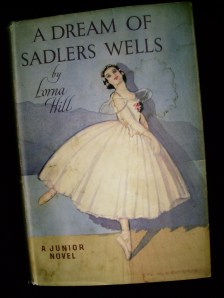 A DREAM OF
SADLERS WELLS
by
Lorna
Hill
A JUNIOR
NOVEL